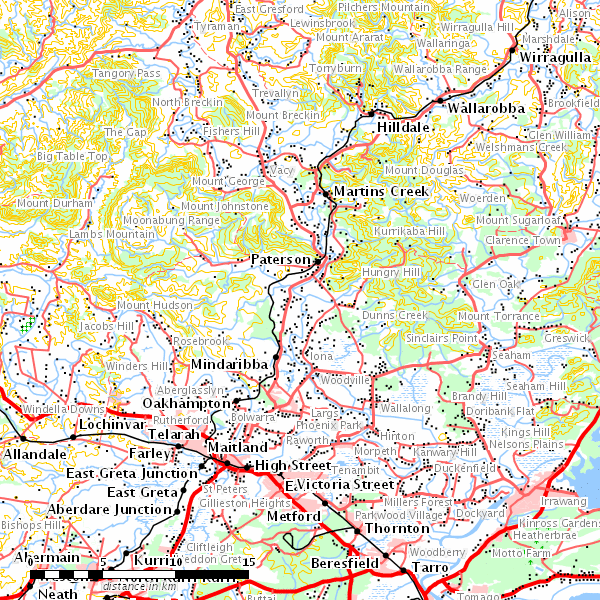 East Gresford
Pilchers Mountain
Alison
Lewinsbrook
Tyraman
Wirragulla Hill
Mount Ararat
Marshdale
Wallaringa
Wirragulla
Torryburn
Wallarobba Range
Tangory Pass
Trevallyn
North Breckin
Wallarobba
Brookfield
Mount Breckin
Hilldale
The Gap
Fishers Hill
Glen William
Welshmans Creek
Big Table Top
Vacy
Mount Douglas
Mount George
Martins Creek
Woerden
Mount Durham
Mount Johnstone
Moonabung Range
Mount Sugarloaf
Lambs Mountain
Kurrikaba Hill
Clarence Town
Paterson
Hungry Hill
Glen Oak
Mount Hudson
Dunns Creek
Mount Torrance
Jacobs Hill
Rosebrook
Sinclairs Point
Greswick
Iona
Seaham
Winders Hill
Mindaribba
Woodville
Seaham Hill
Aberglasslyn
Brandy Hill
Oakhampton
Windella Downs
Largs
Wallalong
Doribank Flat
Rutherford
Bolwarra
Lochinvar
Phoenix Park
Kings Hill
Telarah
Raworth
Hinton
Nelsons Plains
Allandale
Farley
Maitland
Morpeth
Kanwary Hill
East Greta Junction
High Street
Tenambit
Duckenfield
East Greta
St Peters
E
Victoria Street
Gillieston Heights
Millers Forest
Irrawang
Aberdare Junction
Metford
Parkwood Village
Dockyard
Bishops Hill
Thornton
Kinross Gardens
Heatherbrae
Cliftleigh
Woodberry
Motto Farm
Abermain
Kurri
Heddon Gret
Beresfield
Tarro
5
10
15
distance in km
Neath
Buttai
Tomago